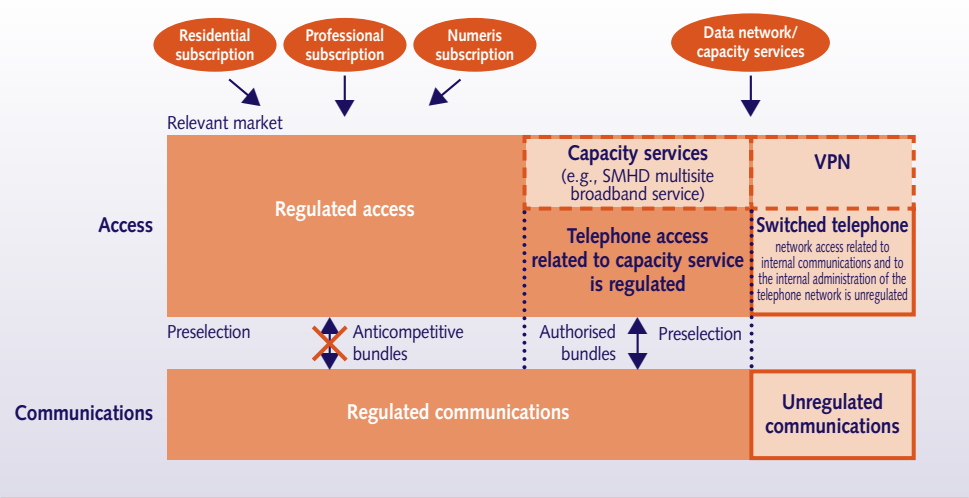 Residential
subscription
Professional
subscription
Numeris
subscription
Data network/
capacity services
Relevant market
Access
Regulated access
Capacity services
(e.g., SMHD multisite
broadband service)
VPN
Telephone access
related to capacity service
is regulated
Switched telephone
network access related to
internal communications and to
the internal administration of the
telephone network is unregulated
Preselection
Anticompetitive
bundles
Authorised
bundles
Preselection
Communications
Regulated communications
Unregulated
communications